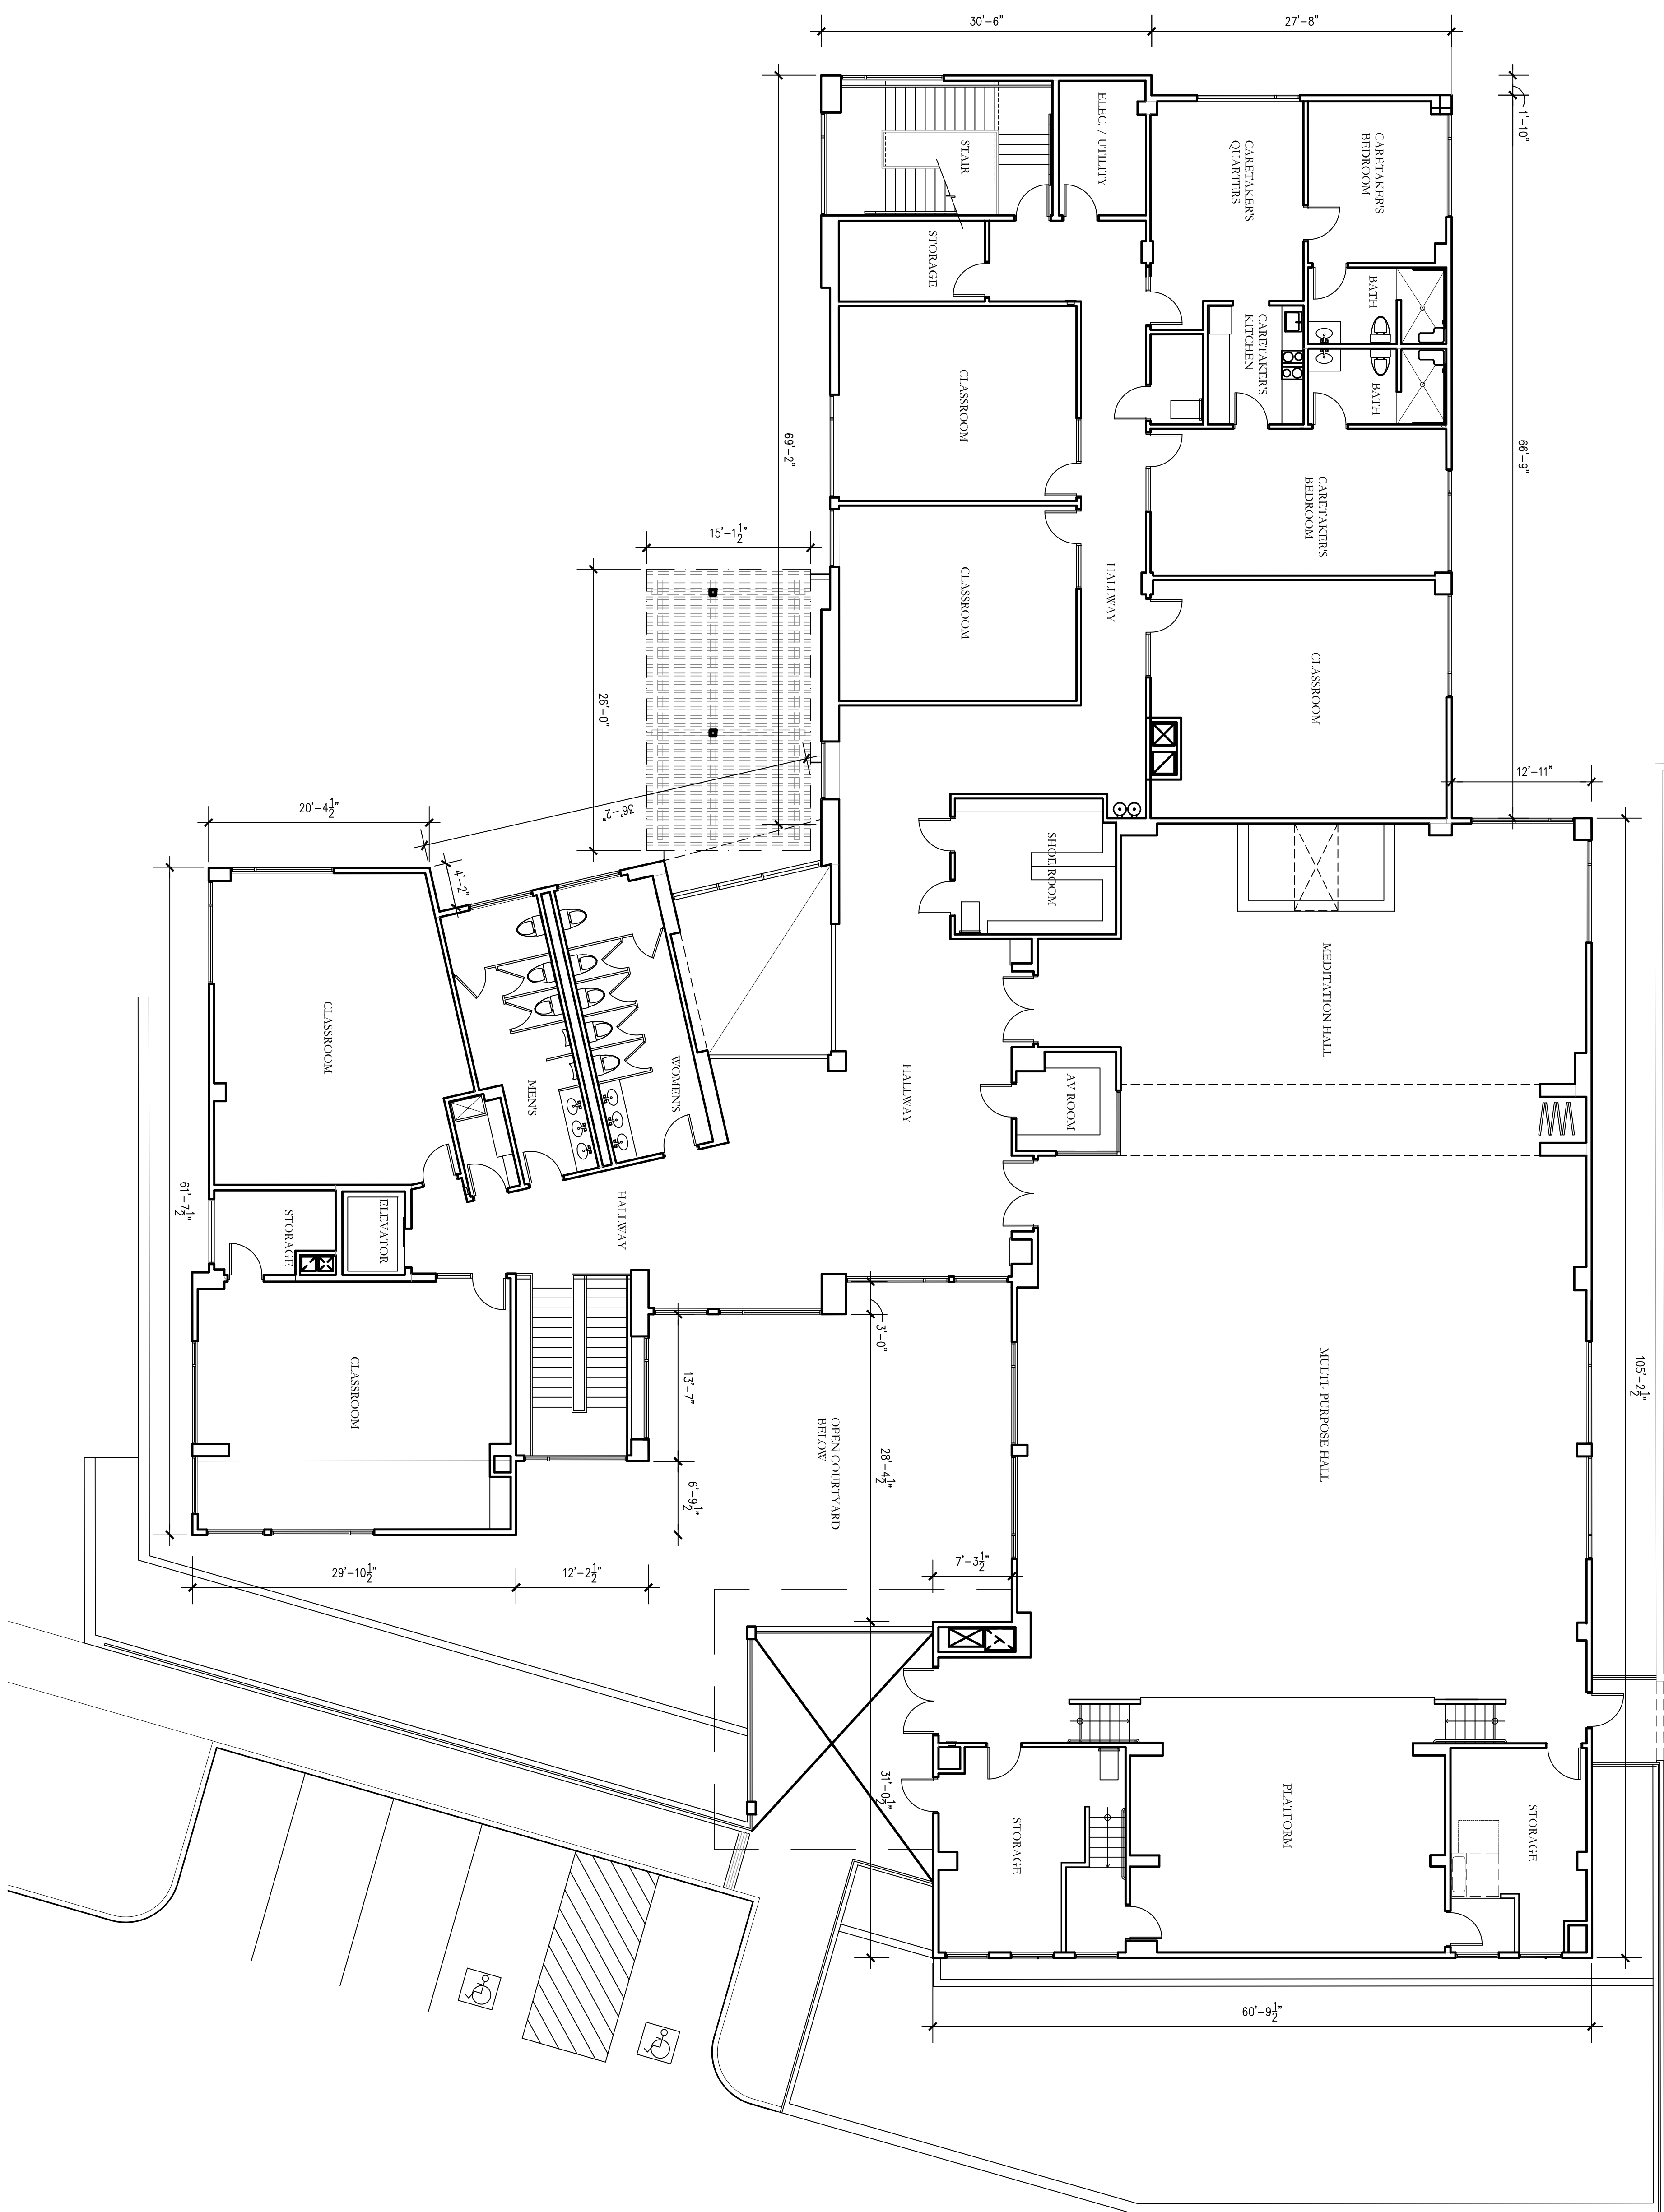 30'-6"
27'-8"
1'-10"
ELEC. / UTILITY
STAIR
CARETAKER'S
QUARTERS
CARETAKER'S
BEDROOM
STORAGE
BATH
CARETAKER'S
KITCHEN
BATH
CLASSROOM
69'-2"
66'-9"
CARETAKER'S
BEDROOM
15'-1½"
CLASSROOM
HALLWAY
CLASSROOM
26'-0"
12'-11"
36'-2"
20'-4½"
4'-2"
SHOE ROOM
MEDITATION HALL
CLASSROOM
MEN'S
WOMEN'S
HALLWAY
AV ROOM
61'-7½"
STORAGE
ELEVATOR
HALLWAY
3'-0"
105'-2½"
CLASSROOM
13'-7"
MULTI- PURPOSE HALL
OPEN COURTYARD
BELOW
28'-4½"
6'-9½"
29'-10½"
12'-2½"
7'-3½"
31'-0½"
STORAGE
PLATFORM
STORAGE
60'-9½"